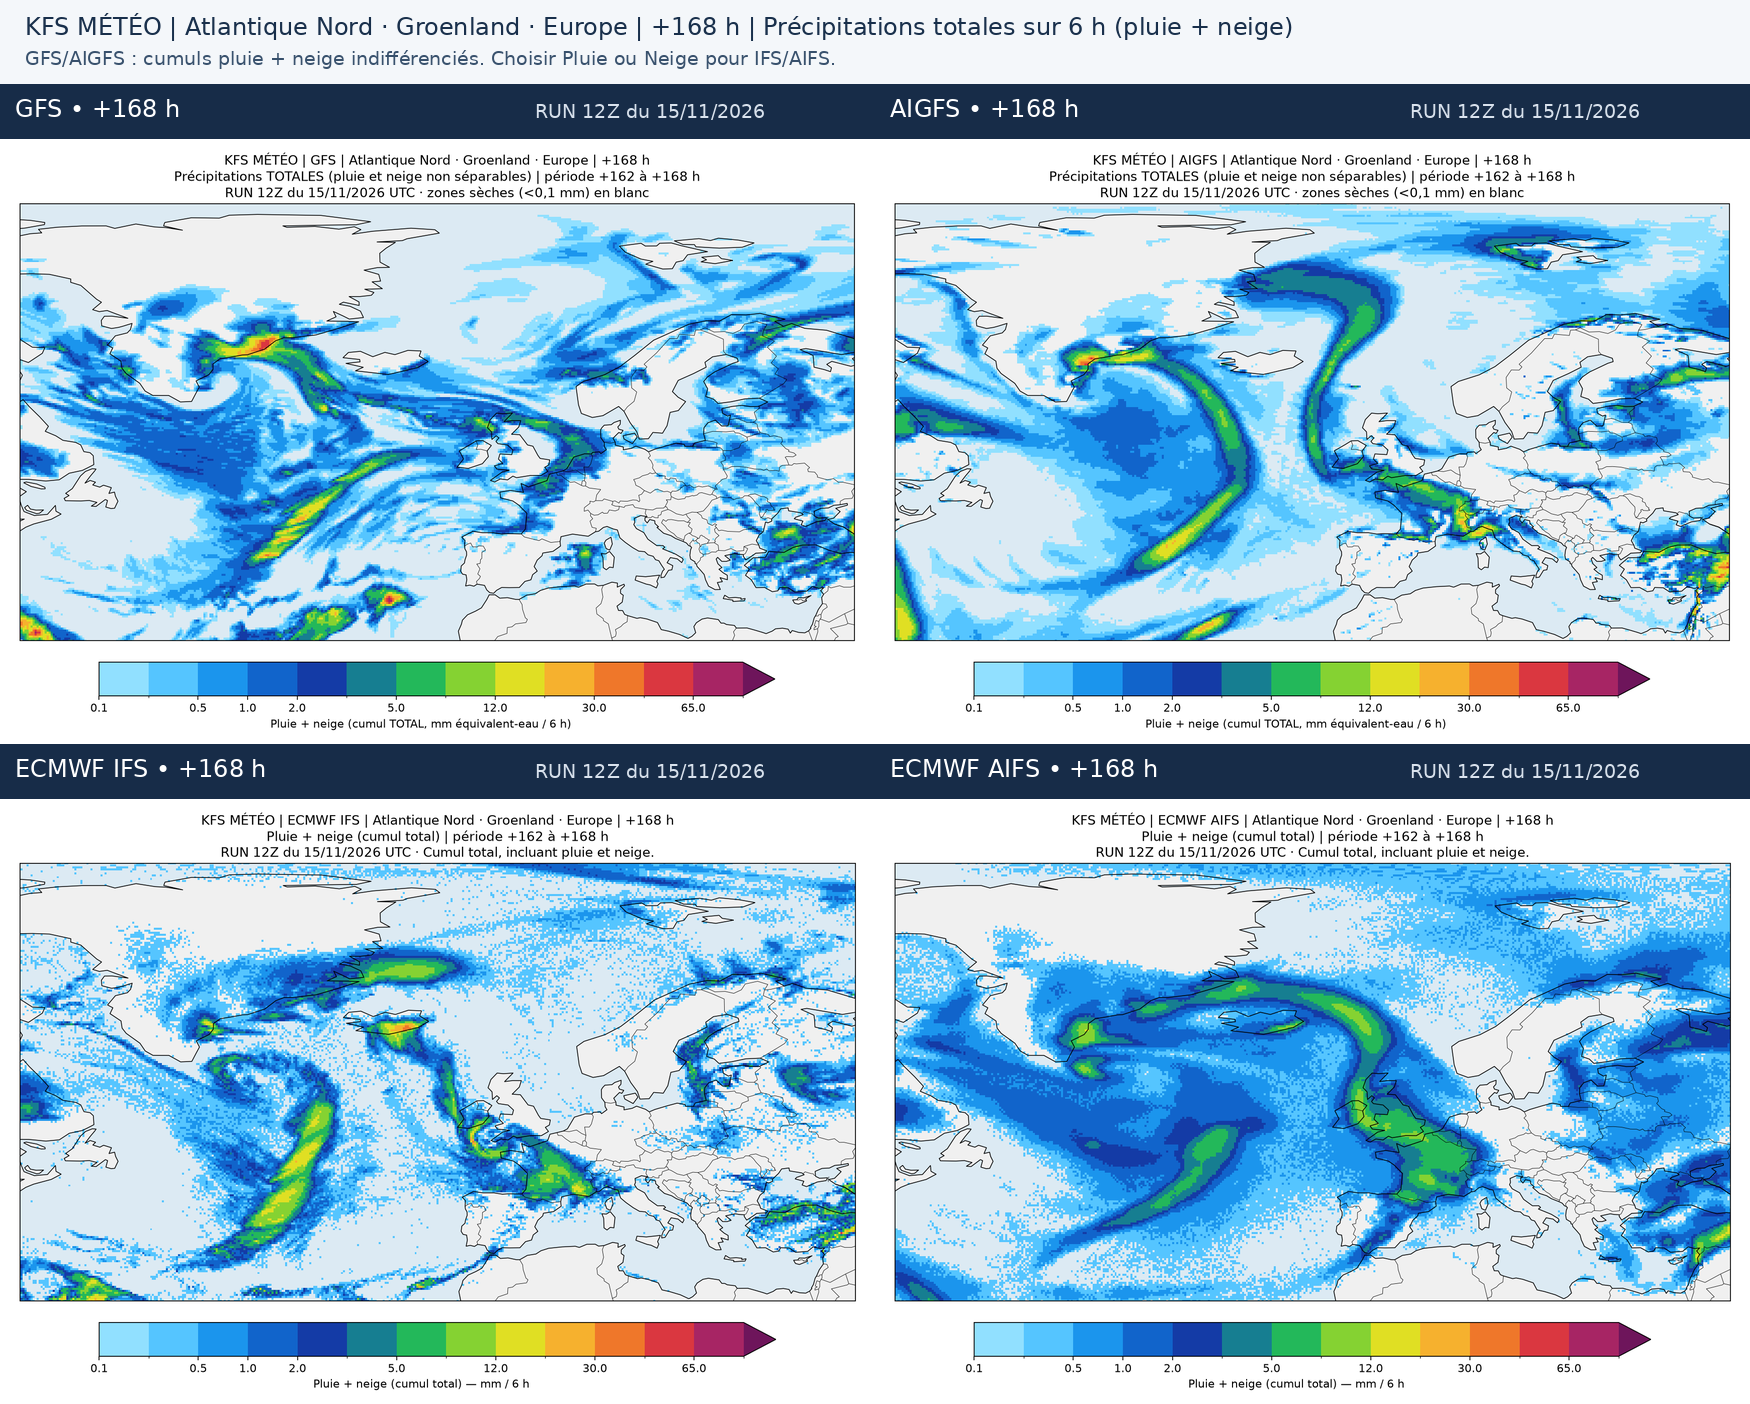 KFS MÉTÉO | Atlantique Nord · Groenland · Europe | +168 h | Précipitations totales sur 6 h (pluie + neige)
GFS/AIGFS : cumuls pluie + neige indifférenciés. Choisir Pluie ou Neige pour IFS/AIFS.
GFS • +168 h RUN 12Z du 15/11/2026
KFS MÉTÉO | GFS | Atlantique Nord · Groenland · Europe | +168 h
Précipitations TOTALES (pluie et neige non séparables) | période +162 à +168 h
RUN 12Z du 15/11/2026 UTC · zones sèches (<0,1 mm) en blanc
0.1 0.5 1.0 2.0 5.0 12.0 30.0 65.0
Pluie + neige (cumul TOTAL, mm équivalent-eau / 6 h)
AIGFS • +168 h RUN 12Z du 15/11/2026
KFS MÉTÉO | AIGFS | Atlantique Nord · Groenland · Europe | +168 h
Précipitations TOTALES (pluie et neige non séparables) | période +162 à +168 h
RUN 12Z du 15/11/2026 UTC · zones sèches (<0,1 mm) en blanc
0.1 0.5 1.0 2.0 5.0 12.0 30.0 65.0
Pluie + neige (cumul TOTAL, mm équivalent-eau / 6 h)
ECMWF IFS • +168 h RUN 12Z du 15/11/2026
KFS MÉTÉO | ECMWF IFS | Atlantique Nord · Groenland · Europe | +168 h
Pluie + neige (cumul total) | période +162 à +168 h
RUN 12Z du 15/11/2026 UTC · Cumul total, incluant pluie et neige.
0.1 0.5 1.0 2.0 5.0 12.0 30.0 65.0
Pluie + neige (cumul total) — mm / 6 h
ECMWF AIFS • +168 h RUN 12Z du 15/11/2026
KFS MÉTÉO | ECMWF AIFS | Atlantique Nord · Groenland · Europe | +168 h
Pluie + neige (cumul total) | période +162 à +168 h
RUN 12Z du 15/11/2026 UTC · Cumul total, incluant pluie et neige.
0.1 0.5 1.0 2.0 5.0 12.0 30.0 65.0
Pluie + neige (cumul total) — mm / 6 h